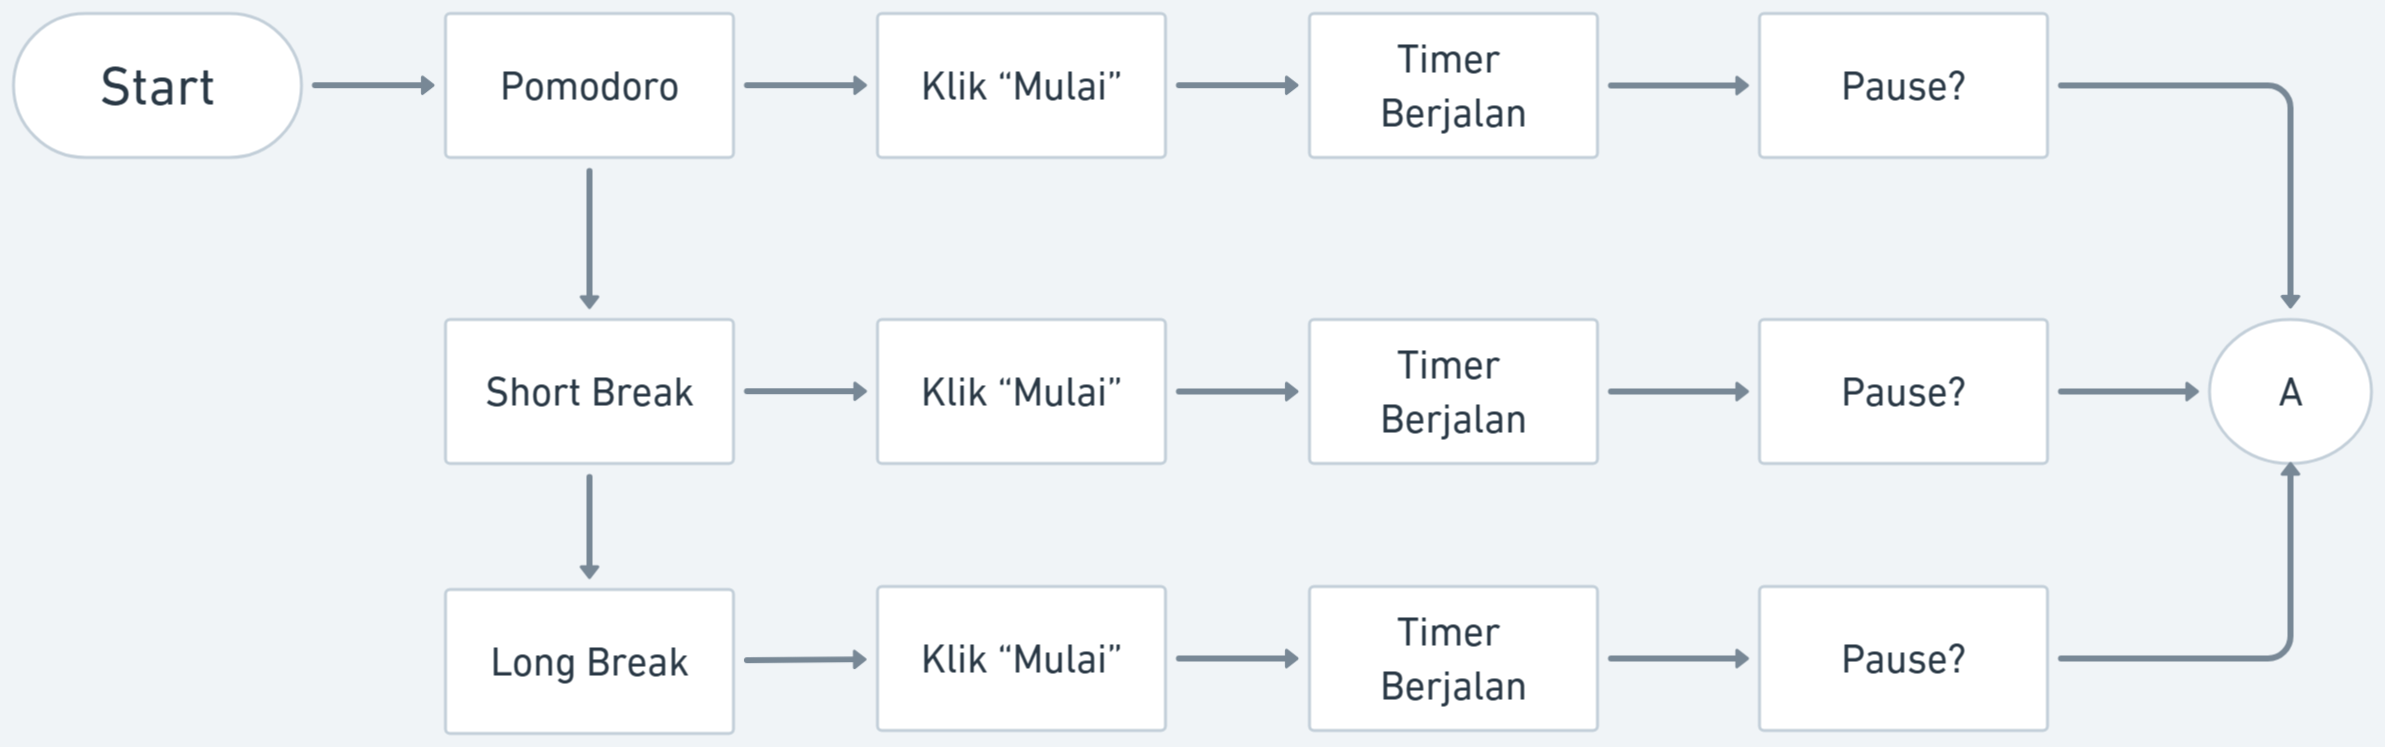 Start
Pomodoro
Klik “Mulai”
Timer
Berjalan
Pause?
Short Break
Klik “Mulai”
Timer
Berjalan
Pause?
A
Long Break
Klik “Mulai”
Timer
Berjalan
Pause?